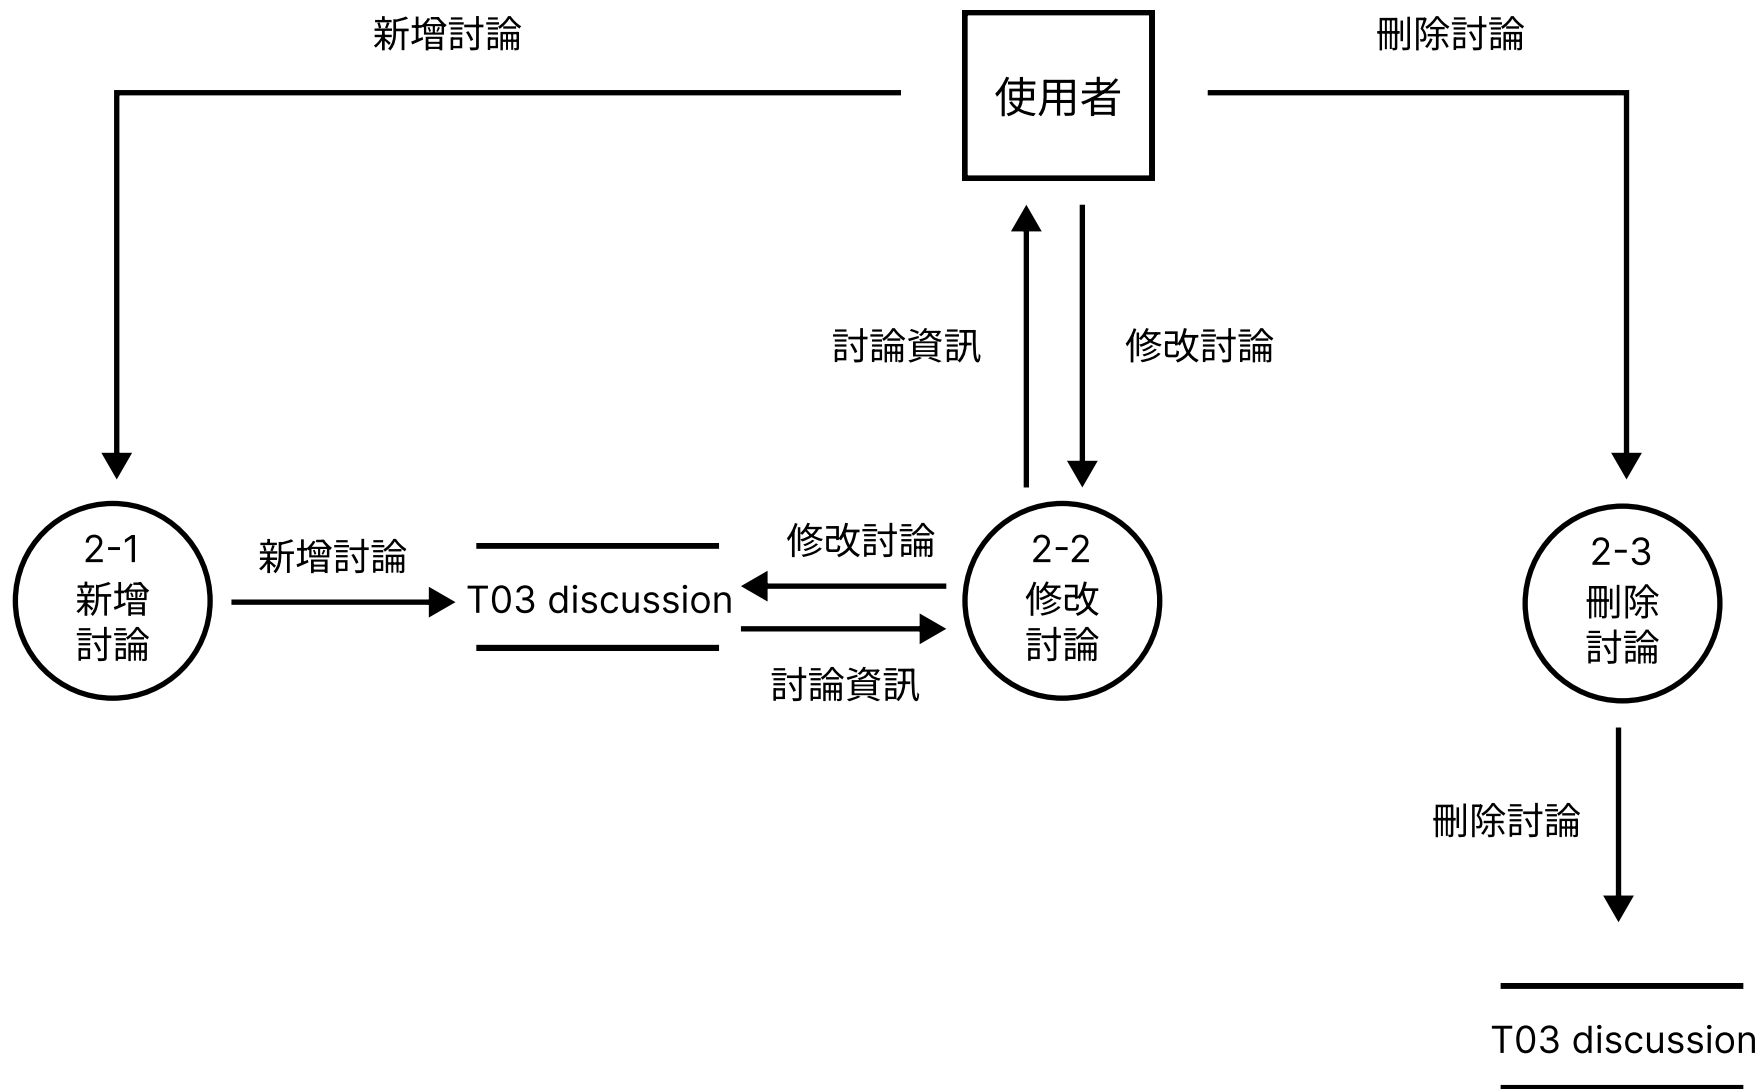 新增討論
使用者
刪除討論
討論資訊
修改討論
2-1
新增
討論
新增討論
T03 discussion
修改討論
討論資訊
2-2
修改
討論
2-3
刪除
討論
刪除討論
T03 discussion